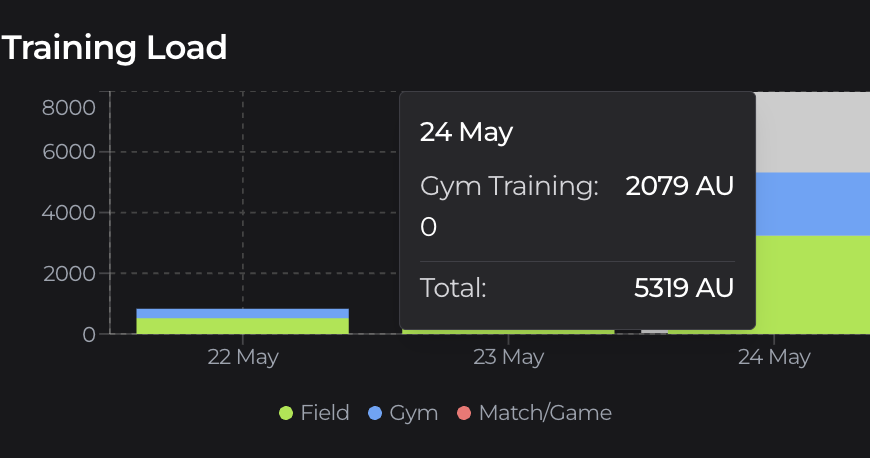 Training Load
8000
6000
4000
2000
0
24 May
Gym Training: 2079 AU
0
Total: 5319 AU
22 May 23 May 24 May
Field Gym Match/Game